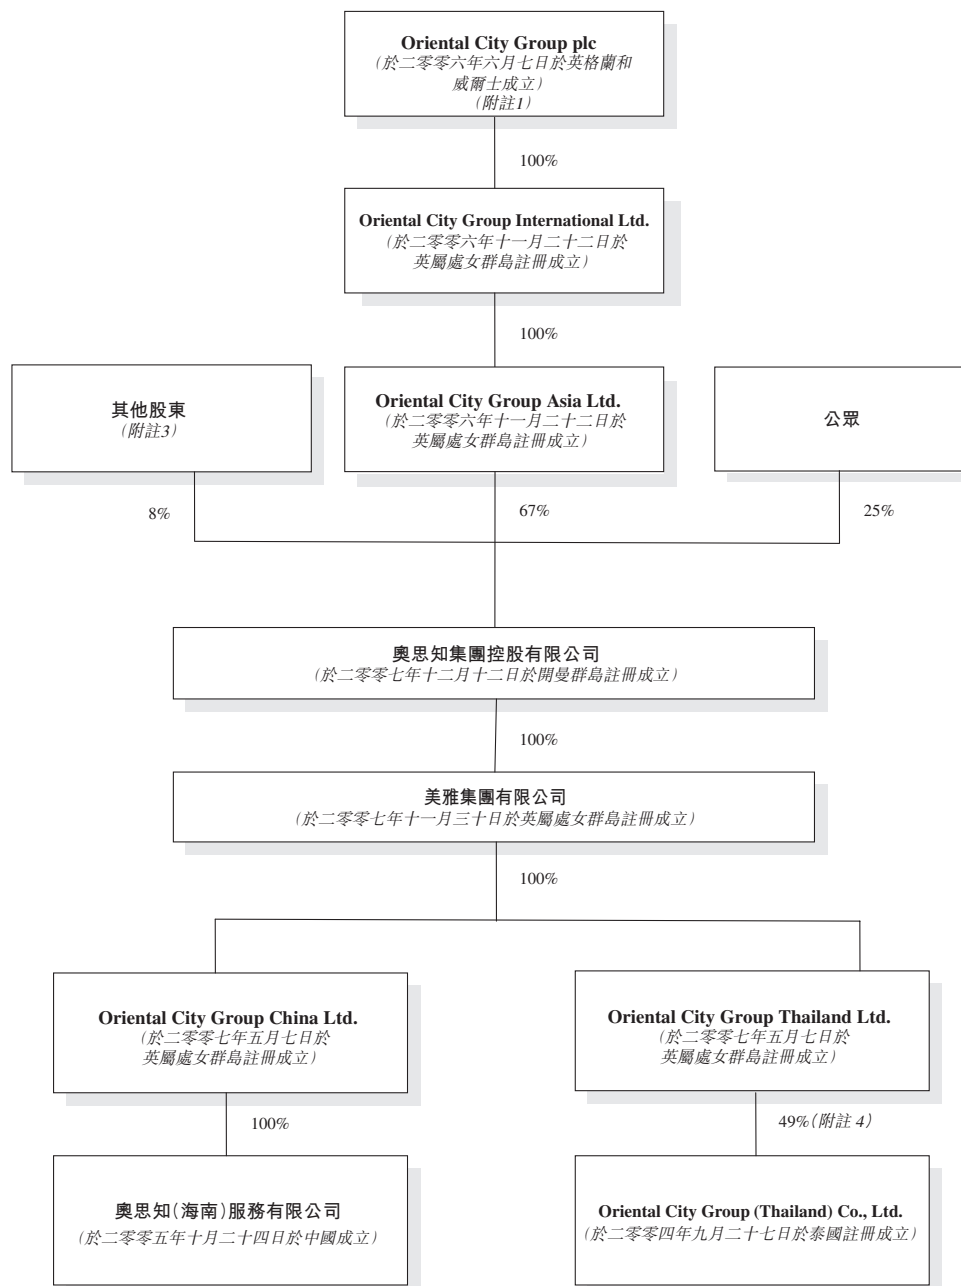 Oriental City Group plc
(於二零零六年六月七日於英格蘭和
威爾士成立)
(附註1)
100%
Oriental City Group International Ltd.
(於二零零六年十一月二十二日於
英屬處女群島註冊成立)
100%
其他股東
(附註3)
Oriental City Group Asia Ltd.
(於二零零六年十一月二十二日於
英屬處女群島註冊成立)
公眾
8%
67%
25%
奧思知集團控股有限公司
(於二零零七年十二月十二日於開曼群島註冊成立)
100%
美雅集團有限公司
(於二零零七年十一月三十日於英屬處女群島註冊成立)
100%
Oriental City Group China Ltd.
(於二零零七年五月七日於
英屬處女群島註冊成立)
Oriental City Group Thailand Ltd.
(於二零零七年五月七日於
英屬處女群島註冊成立)
100%
49%(附註 4)
奧思知(海南)服務有限公司
(於二零零五年十月二十四日於中國成立)
Oriental City Group (Thailand) Co., Ltd.
(於二零零四年九月二十七日於泰國註冊成立)